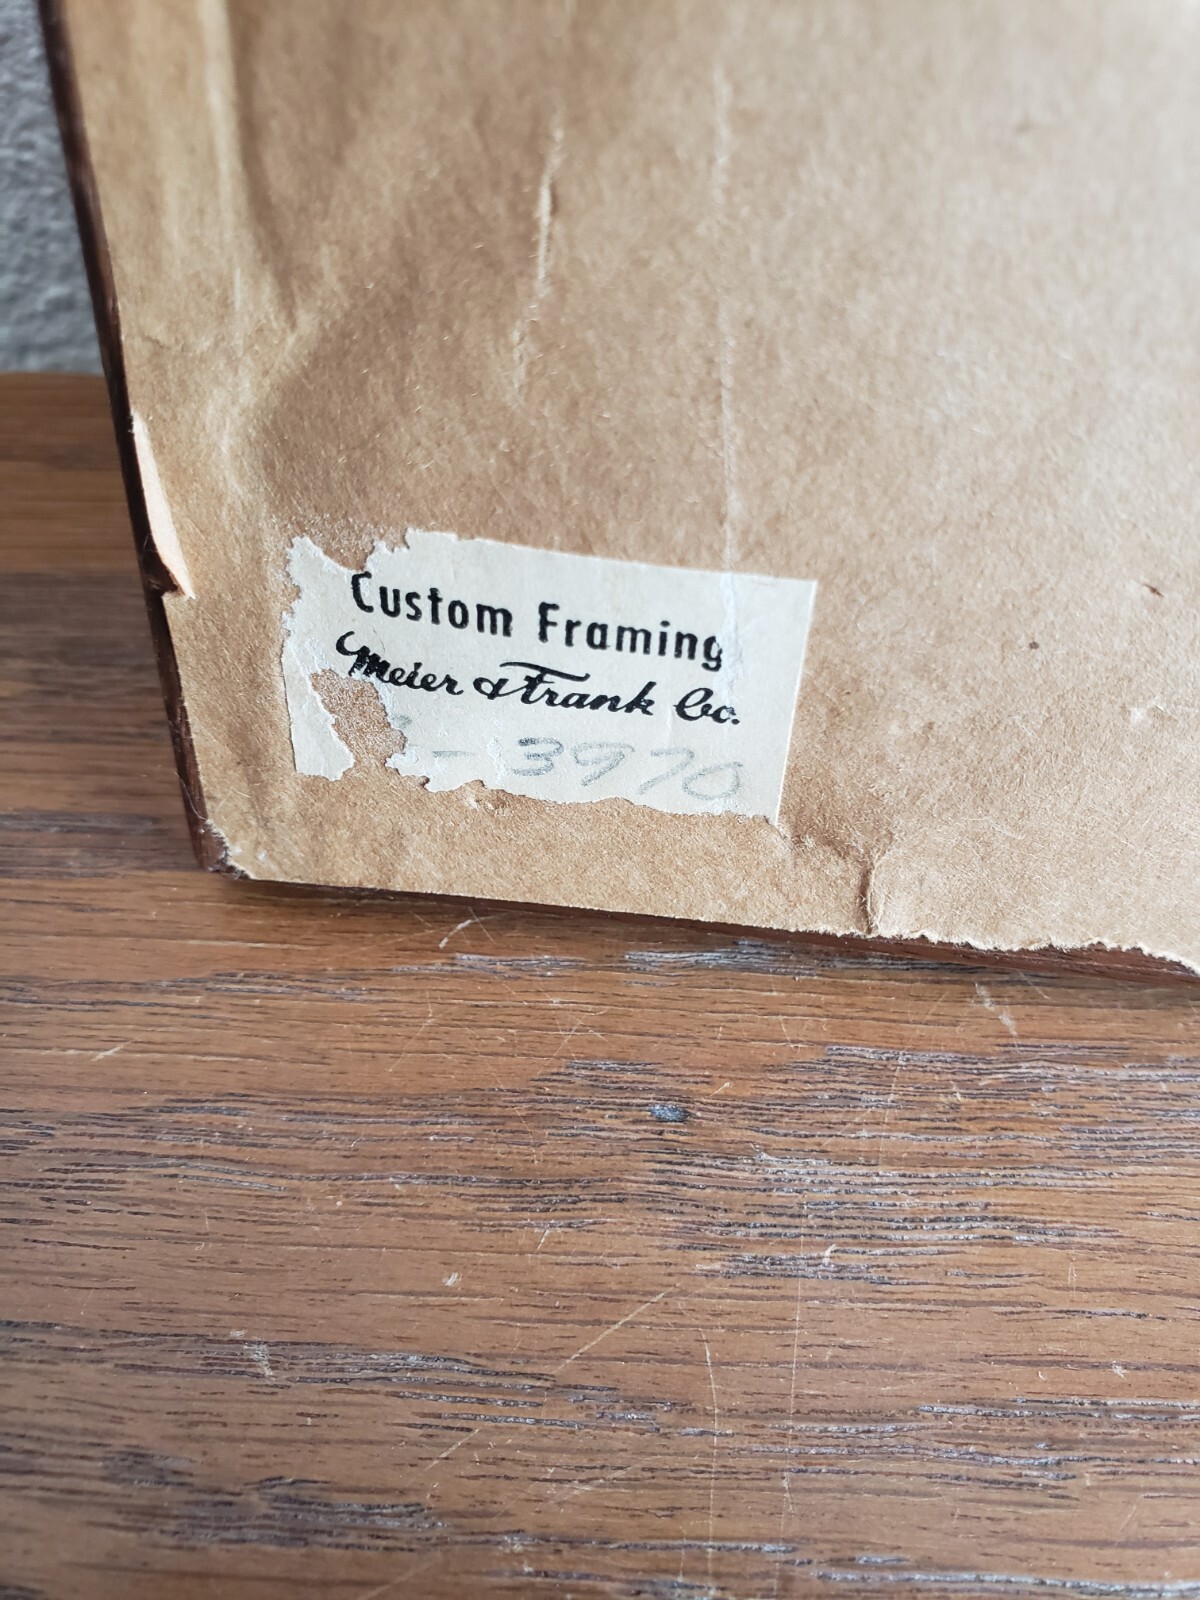 Custom Framing
Meier & Frank Co.
- 3970